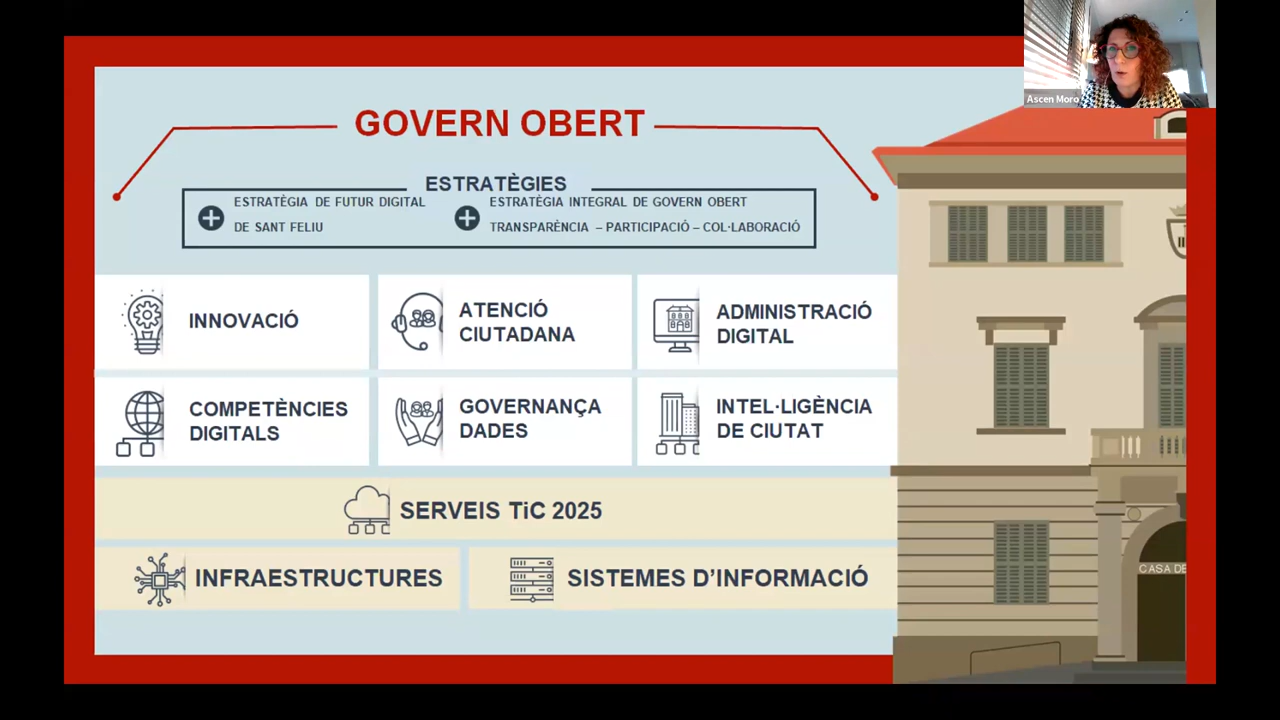 Ascen Moro
GOVERN OBERT
ESTRATÈGIES
ESTRATÈGIA DE FUTUR DIGITAL
DE SANT FELIU
ESTRATÈGIA INTEGRAL DE GOVERN OBERT
TRANSPARÈNCIA – PARTICIPACIÓ – COL·LABORACIÓ
INNOVACIÓ
ATENCIÓ
CIUTADANA
ADMINISTRACIÓ
DIGITAL
COMPETÈNCIES
DIGITALS
GOVERNANÇA
DADES
INTEL·LIGÈNCIA
DE CIUTAT
SERVEIS TiC 2025
INFRAESTRUCTURES
SISTEMES D'INFORMACIÓ
CASA DE